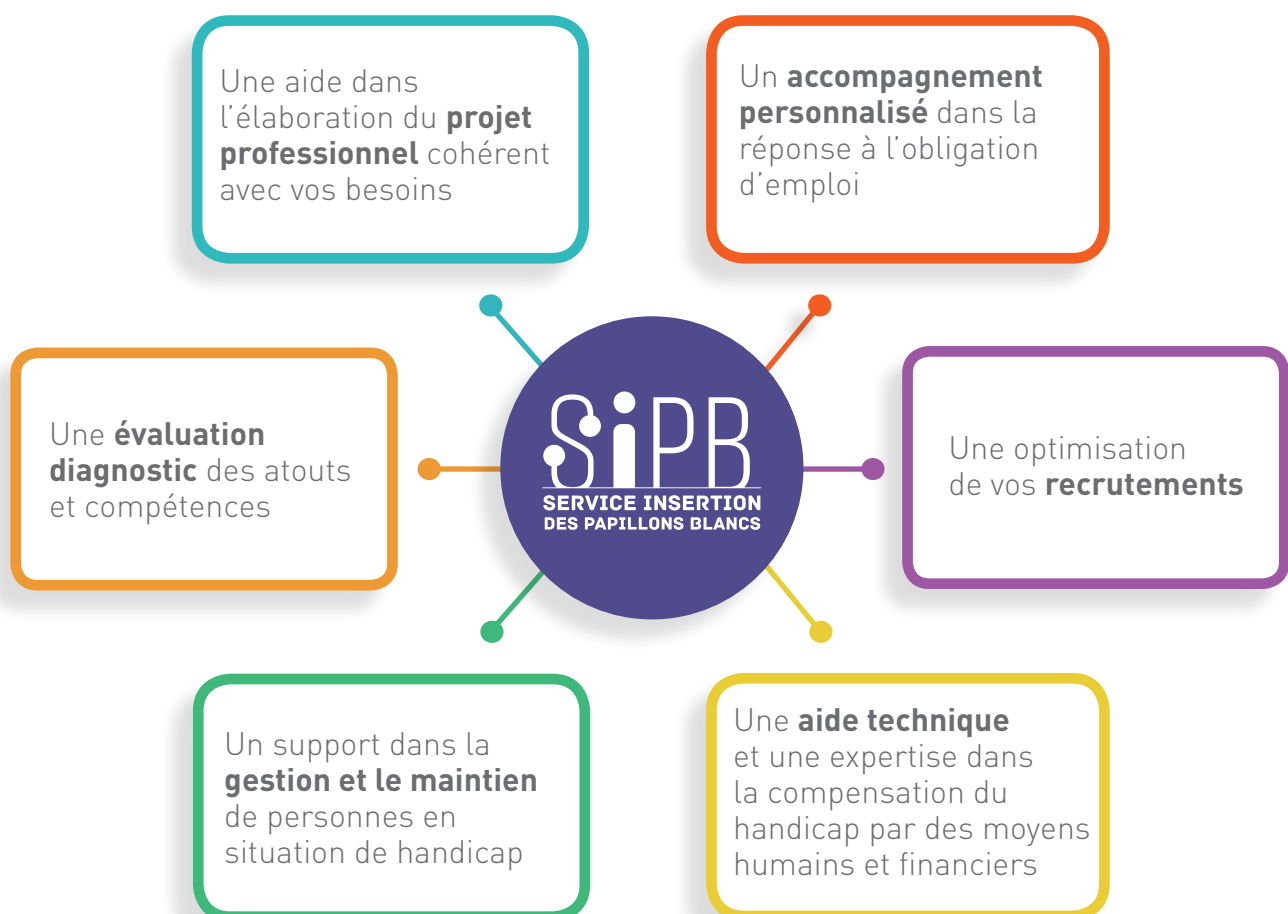 Une aide dans
l’élaboration du projet
professionnel cohérent
avec vos besoins
Un accompagnement
personnalisé dans la
réponse à l’obligation
d’emploi
Une évaluation
diagnostic des atouts
et compétences
SiPB
SERVICE INSERTION
DES PAPILLONS BLANCS
Une optimisation
de vos recrutements
Un support dans la
gestion et le maintien
de personnes en
situation de handicap
Une aide technique
et une expertise dans
la compensation du
handicap par des moyens
humains et financiers